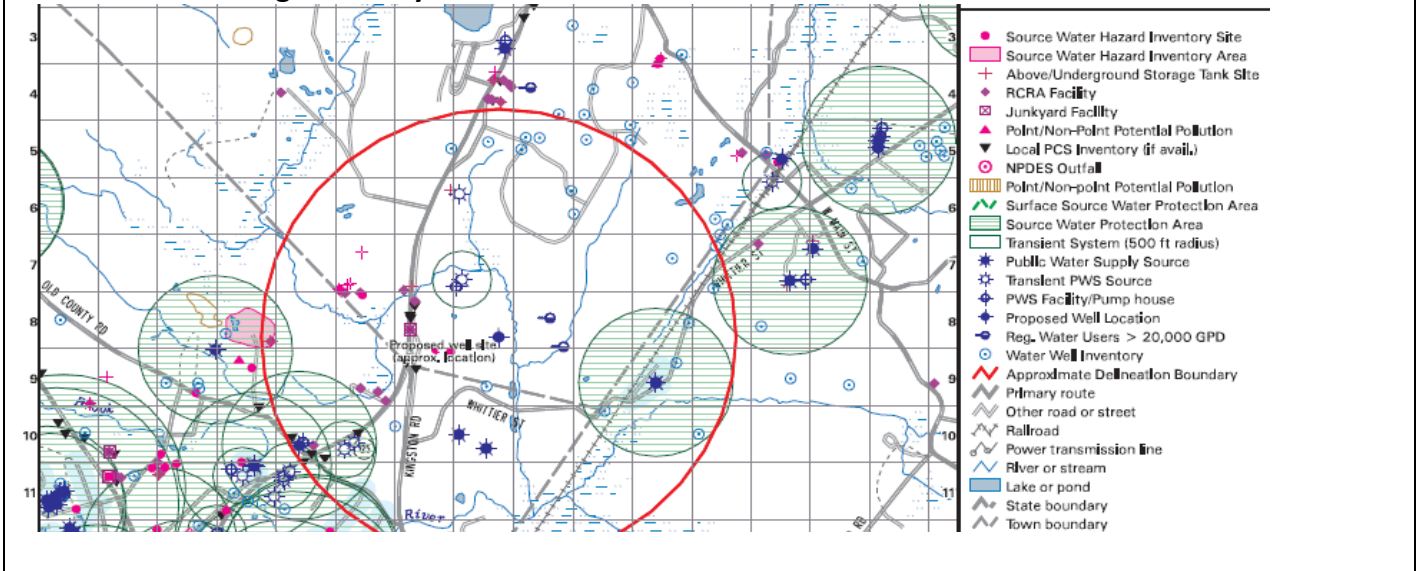 3
4
5
6
7
8
9
10
11
3
4
5
6
7
8
9
10
11
OLD COUNTY RD
WHITTIER ST
W MAIN ST
Proposed well site
(approx. location)
WHITTIER ST
KINGSTON RD
River
RD
Source Water Hazard Inventory Site
Source Water Hazard Inventory Area
Above/Underground Storage Tank Site
RCRA Facility
Junkyard Facility
Point/Non-Point Potential Pollution
Local PCS Inventory (if avail.)
NPDES Outfall
Point/Non-point Potential Pollution
Surface Source Water Protection Area
Source Water Protection Area
Transient System (500 ft radius)
Public Water Supply Source
Transient PWS Source
PWS Facility/Pump house
Proposed Well Location
Reg. Water Users > 20,000 GPD
Water Well Inventory
Approximate Delineation Boundary
Primary route
Other road or street
Railroad
Power transmission line
River or stream
Lake or pond
State boundary
Town boundary